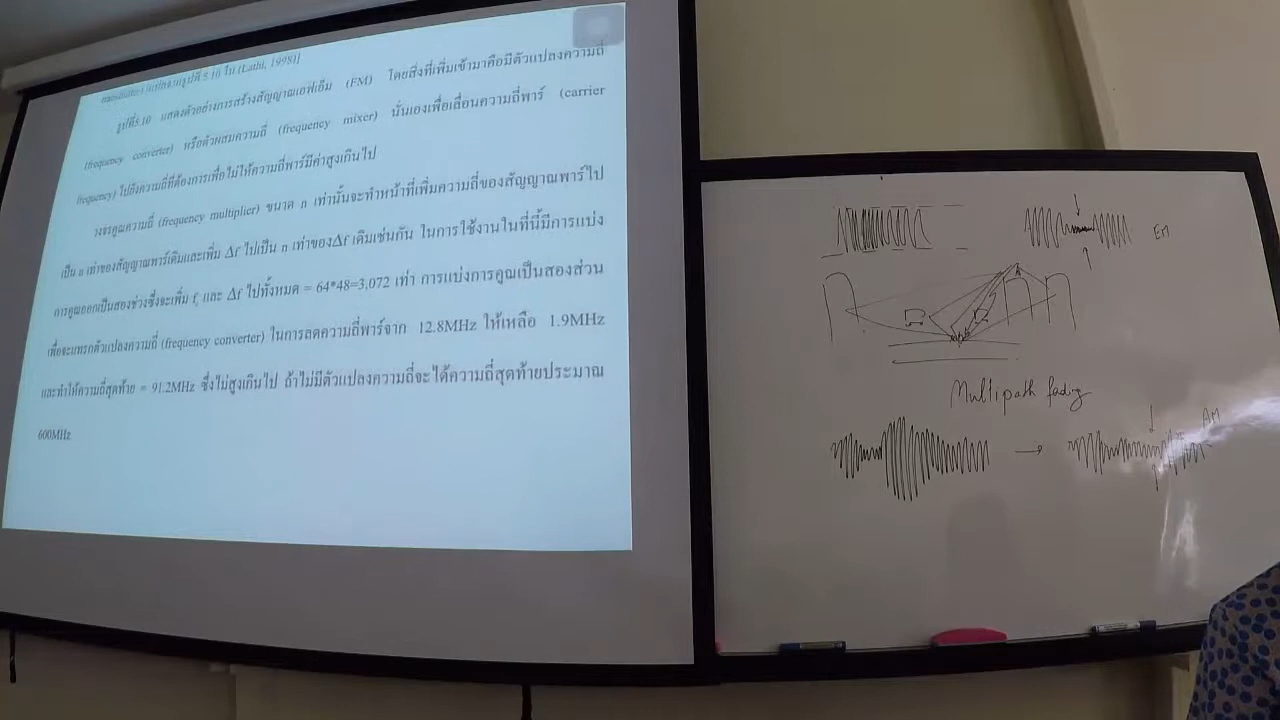 รูปที่ 5.10 ใน (Lathi, 1998)]
รูปที่5.10 แสดงตัวอย่างการสร้างสัญญาณเอฟเอ็ม (FM) โดยสิ่งที่เพิ่มเข้ามาคือมีตัวแปลงความถี่
(frequency converter) หรือตัวผสมความถี่ (frequency mixer) นั่นเองเพื่อเลื่อนความถี่พาร์ (carrier
frequency) ไปยังความถี่ที่ต้องการเพื่อไม่ให้ความถี่พาร์มีค่าสูงเกินไป
วงจรคูณความถี่ (frequency multiplier) ขนาด n เท่านั้นจะทำหน้าที่เพิ่มความถี่ของสัญญาณพาร์ไป
เป็น n เท่าของสัญญาณพาร์เดิมและเพิ่ม Δf ไปเป็น n เท่าของΔf เดิมเช่นกัน ในการใช้งานในที่นี้มีการแบ่ง
การคูณออกเป็นสองช่วงซึ่งจะเพิ่ม fc และ Δf ไปทั้งหมด = 64*48=3,072 เท่า การแบ่งการคูณเป็นสองส่วน
เพื่อจะแทรกตัวแปลงความถี่ (frequency converter) ในการลดความถี่พาร์จาก 12.8MHz ให้เหลือ 1.9MHz
และทำให้ความถี่สุดท้าย = 91.2MHz ซึ่งไม่สูงเกินไป ถ้าไม่มีตัวแปลงความถี่จะได้ความถี่สุดท้ายประมาณ
600MHz
FM
Multipath fading
AM